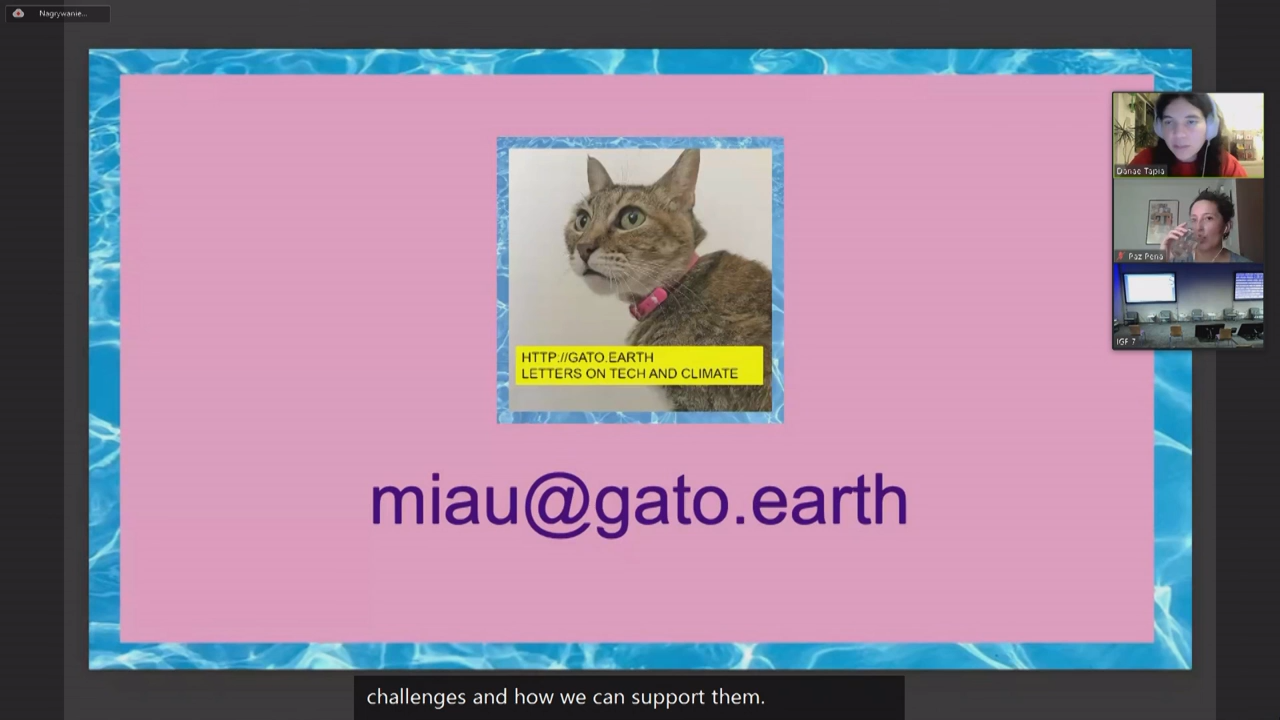 Nagrywanie...
HTTP://GATO.EARTH
LETTERS ON TECH AND CLIMATE
miau@gato.earth
Danae Tapia
Paz Pena
IGF 7
challenges and how we can support them.